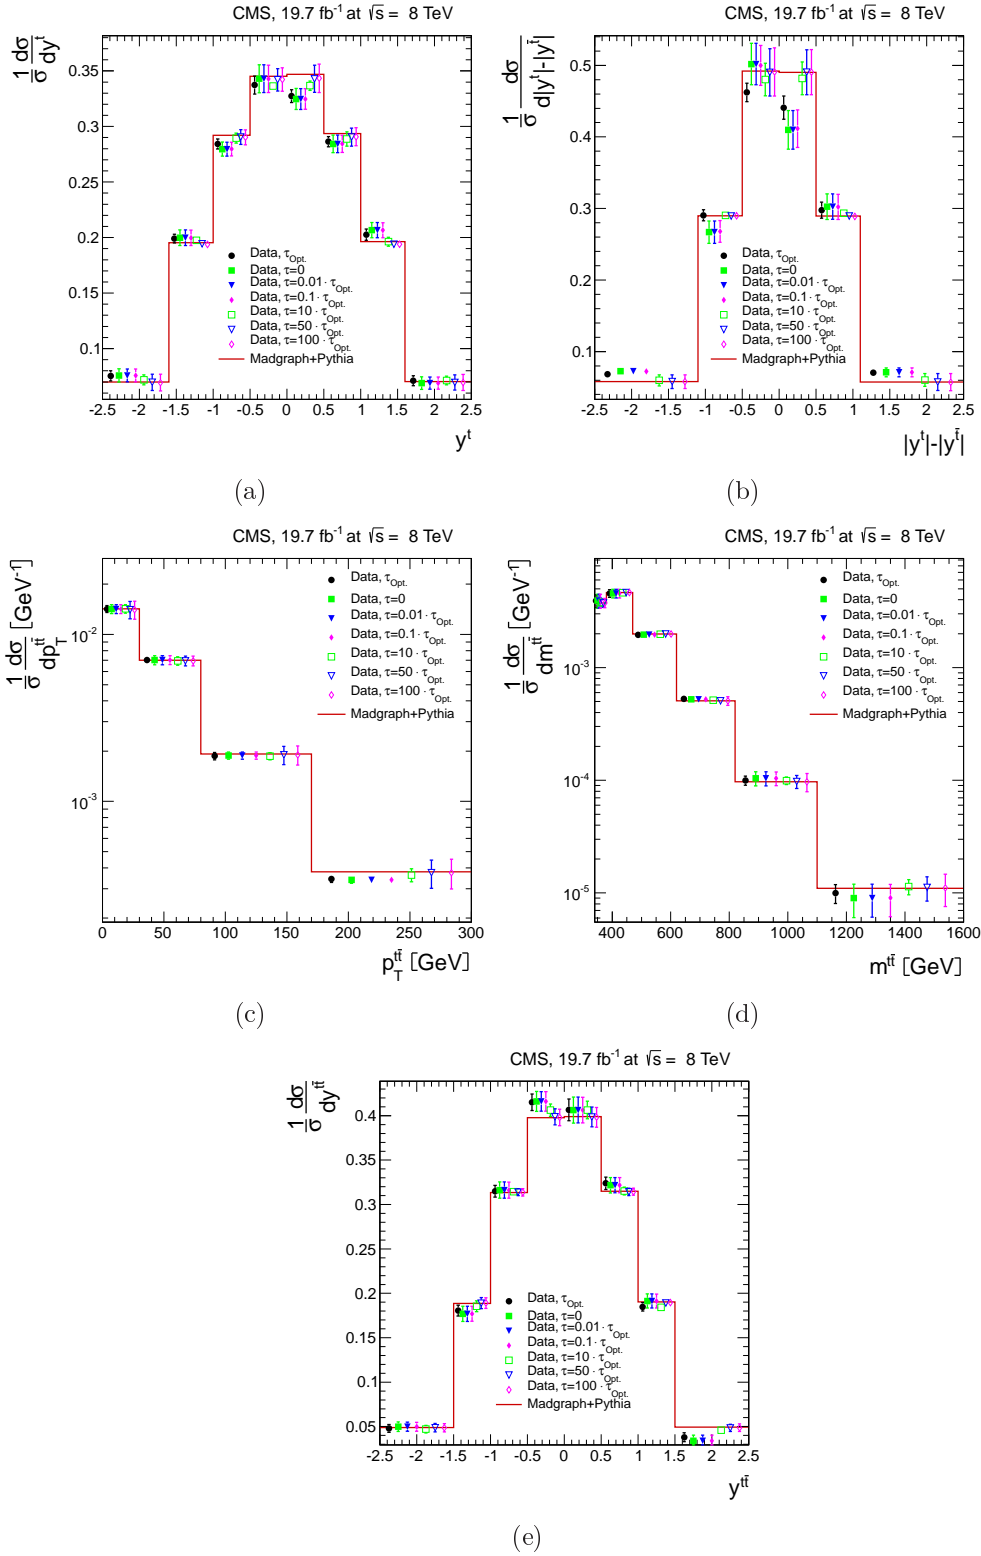 CMS, 19.7 fb⁻¹ at √s = 8 TeV
1/σ dσ/dyᵗ
0.35
0.3
0.25
0.2
0.15
0.1
Data, τOpt.
Data, τ=0
Data, τ=0.01 · τOpt.
Data, τ=0.1 · τOpt.
Data, τ=10 · τOpt.
Data, τ=50 · τOpt.
Data, τ=100 · τOpt.
Madgraph+Pythia
-2.5 -2 -1.5 -1 -0.5 0 0.5 1 1.5 2 2.5
yᵗ
(a)
CMS, 19.7 fb⁻¹ at √s = 8 TeV
1/σ dσ/d|yᵗ|-|yᵗ̄|
0.5
0.4
0.3
0.2
0.1
Data, τOpt.
Data, τ=0
Data, τ=0.01 · τOpt.
Data, τ=0.1 · τOpt.
Data, τ=10 · τOpt.
Data, τ=50 · τOpt.
Data, τ=100 · τOpt.
Madgraph+Pythia
-2.5 -2 -1.5 -1 -0.5 0 0.5 1 1.5 2 2.5
|yᵗ|-|yᵗ̄|
(b)
CMS, 19.7 fb⁻¹ at √s = 8 TeV
1/σ dσ/dp_T^tt̄ [GeV⁻¹]
10⁻²
10⁻³
Data, τOpt.
Data, τ=0
Data, τ=0.01 · τOpt.
Data, τ=0.1 · τOpt.
Data, τ=10 · τOpt.
Data, τ=50 · τOpt.
Data, τ=100 · τOpt.
Madgraph+Pythia
0 50 100 150 200 250 300
p_T^tt̄ [GeV]
(c)
CMS, 19.7 fb⁻¹ at √s = 8 TeV
1/σ dσ/dm^tt̄ [GeV⁻¹]
10⁻³
10⁻⁴
10⁻⁵
Data, τOpt.
Data, τ=0
Data, τ=0.01 · τOpt.
Data, τ=0.1 · τOpt.
Data, τ=10 · τOpt.
Data, τ=50 · τOpt.
Data, τ=100 · τOpt.
Madgraph+Pythia
400 600 800 1000 1200 1400 1600
m^tt̄ [GeV]
(d)
CMS, 19.7 fb⁻¹ at √s = 8 TeV
1/σ dσ/dy^tt̄
0.4
0.35
0.3
0.25
0.2
0.15
0.1
0.05
Data, τOpt.
Data, τ=0
Data, τ=0.01 · τOpt.
Data, τ=0.1 · τOpt.
Data, τ=10 · τOpt.
Data, τ=50 · τOpt.
Data, τ=100 · τOpt.
Madgraph+Pythia
-2.5 -2 -1.5 -1 -0.5 0 0.5 1 1.5 2 2.5
y^tt̄
(e)